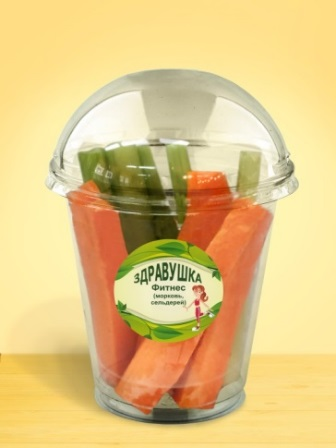 ЗДРАВУШКА
Фитнес
(морковь,
сельдерей)